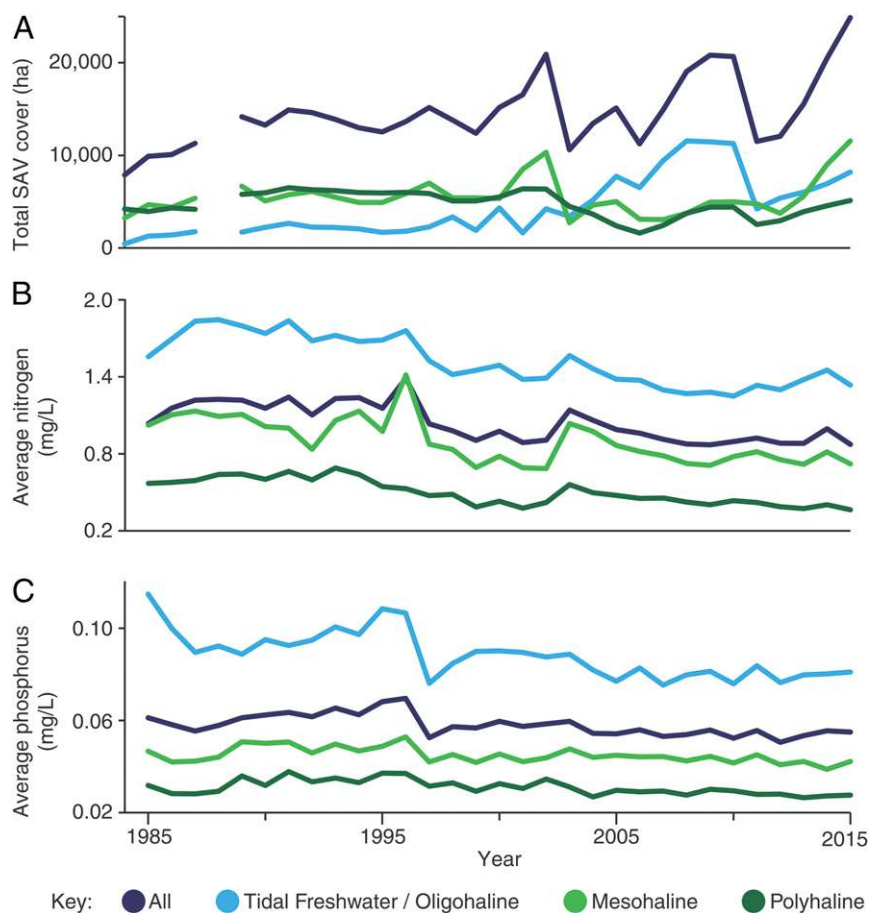 A
Total SAV cover (ha)
20,000
10,000
0
B
Average nitrogen
(mg/L)
2.0
1.4
0.8
0.2
C
Average phosphorus
(mg/L)
0.10
0.06
0.02
1985 1995 2005 2015
Year
Key: All Tidal Freshwater / Oligohaline Mesohaline Polyhaline